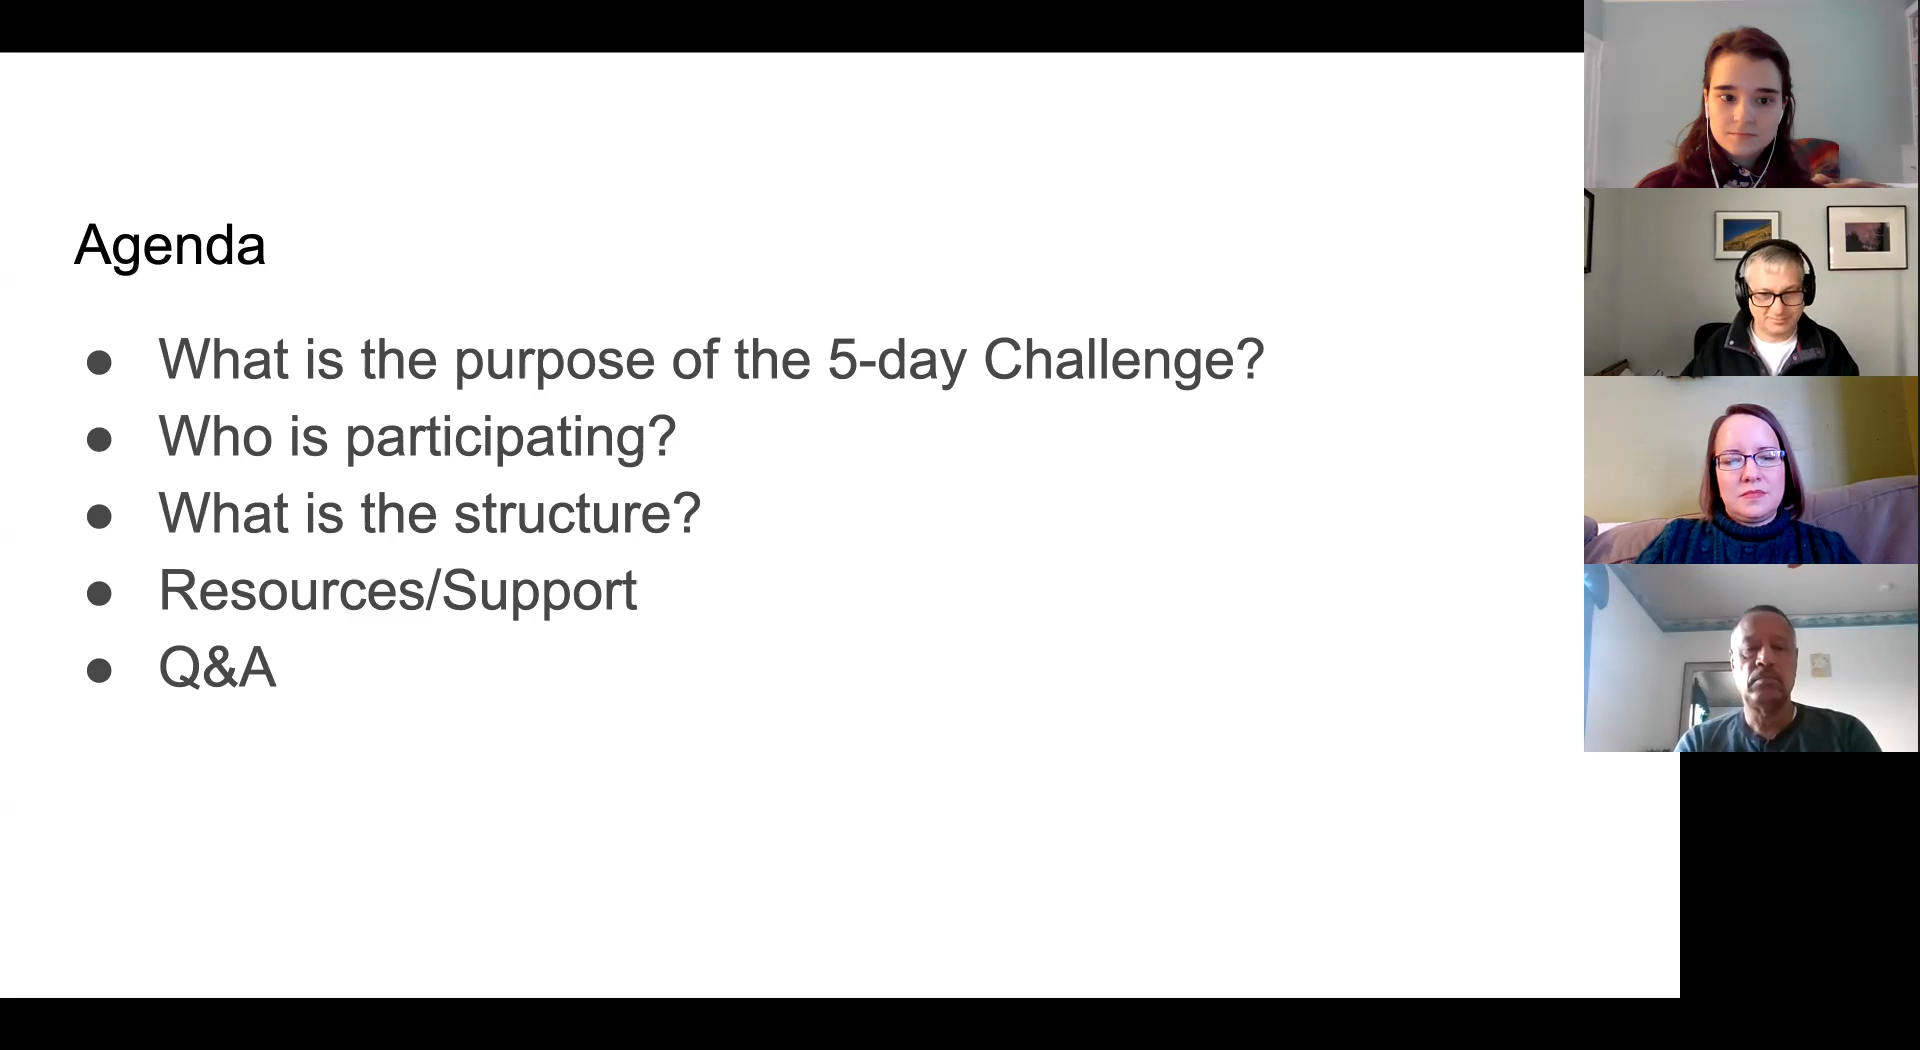 Agenda
● What is the purpose of the 5-day Challenge?
● Who is participating?
● What is the structure?
● Resources/Support
● Q&A